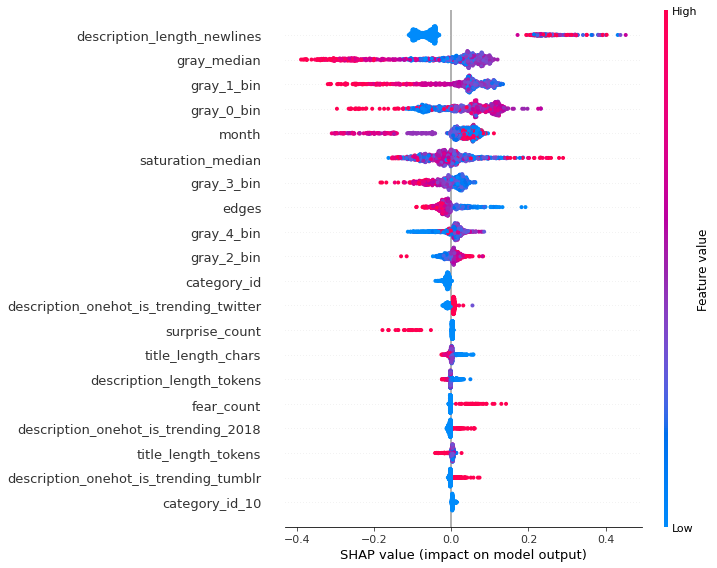 High
description_length_newlines
gray_median
gray_1_bin
gray_0_bin
month
saturation_median
gray_3_bin
edges
gray_4_bin
gray_2_bin
category_id
description_onehot_is_trending_twitter
surprise_count
title_length_chars
description_length_tokens
fear_count
description_onehot_is_trending_2018
title_length_tokens
description_onehot_is_trending_tumblr
category_id_10
Feature value
Low
−0.4 −0.2 0.0 0.2 0.4
SHAP value (impact on model output)